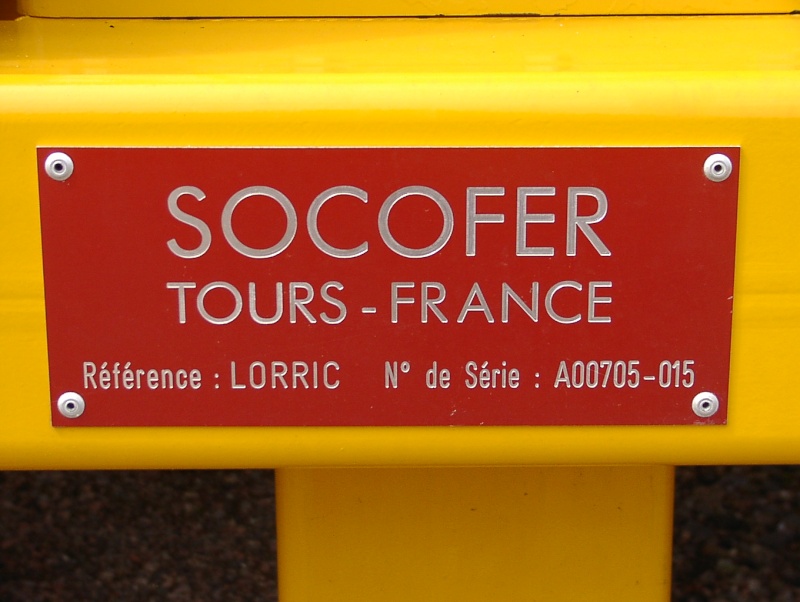 SOCOFER
TOURS - FRANCE
Référence : LORRIC N° de Série : A00705-015